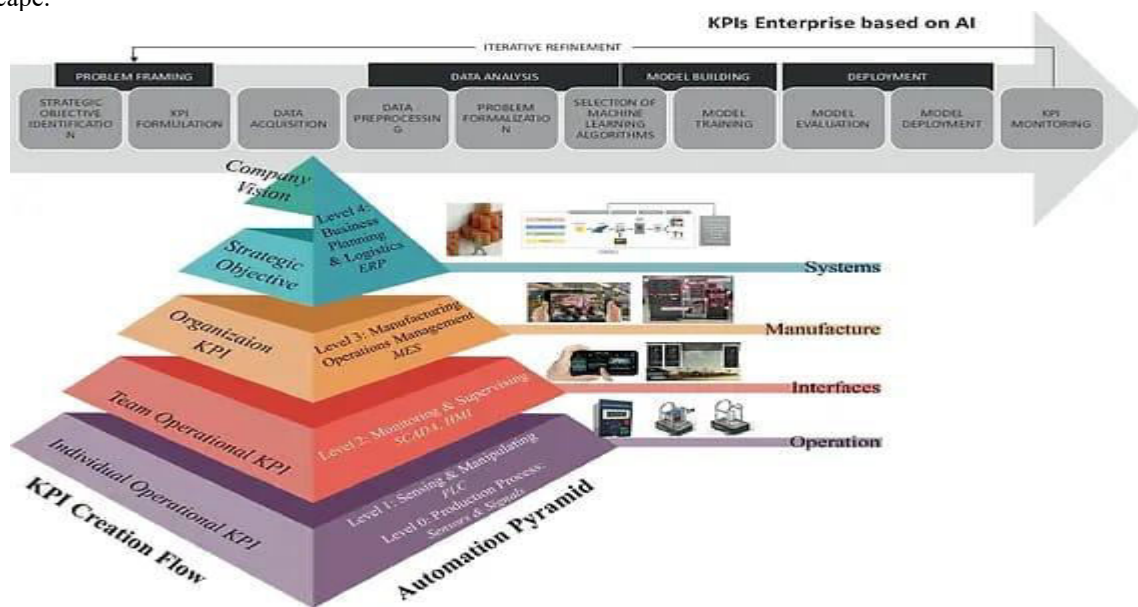 cape.
KPIs Enterprise based on AI
ITERATIVE REFINEMENT
PROBLEM FRAMING
DATA ANALYSIS
MODEL BUILDING
DEPLOYMENT
STRATEGIC
OBJECTIVE
IDENTIFICATIO
N
KPI
FORMULATION
DATA
ACQUISITION
DATA
PREPROCESSIN
G
PROBLEM
FORMALIZATIO
N
SELECTION OF
MACHINE
LEARNING
ALGORITHMS
MODEL
TRAINING
MODEL
EVALUATION
MODEL
DEPLOYMENT
KPI
MONITORING
Company
Vision
Level 4:
Business
Planning
& Logistics
ERP
Strategic
Objective
Systems
Organizaion
KPI
Level 3: Manufacturing
Operations Management
MES
Manufacture
Team Operational KPI
Level 2: Monitoring & Supervising
SCADA, HMI
Interfaces
Individual Operational KPI
Level 1: Sensing & Manipulating
PLC
Level 0: Production Process:
Sensors & Signals
Operation
KPI Creation Flow
Automation Pyramid